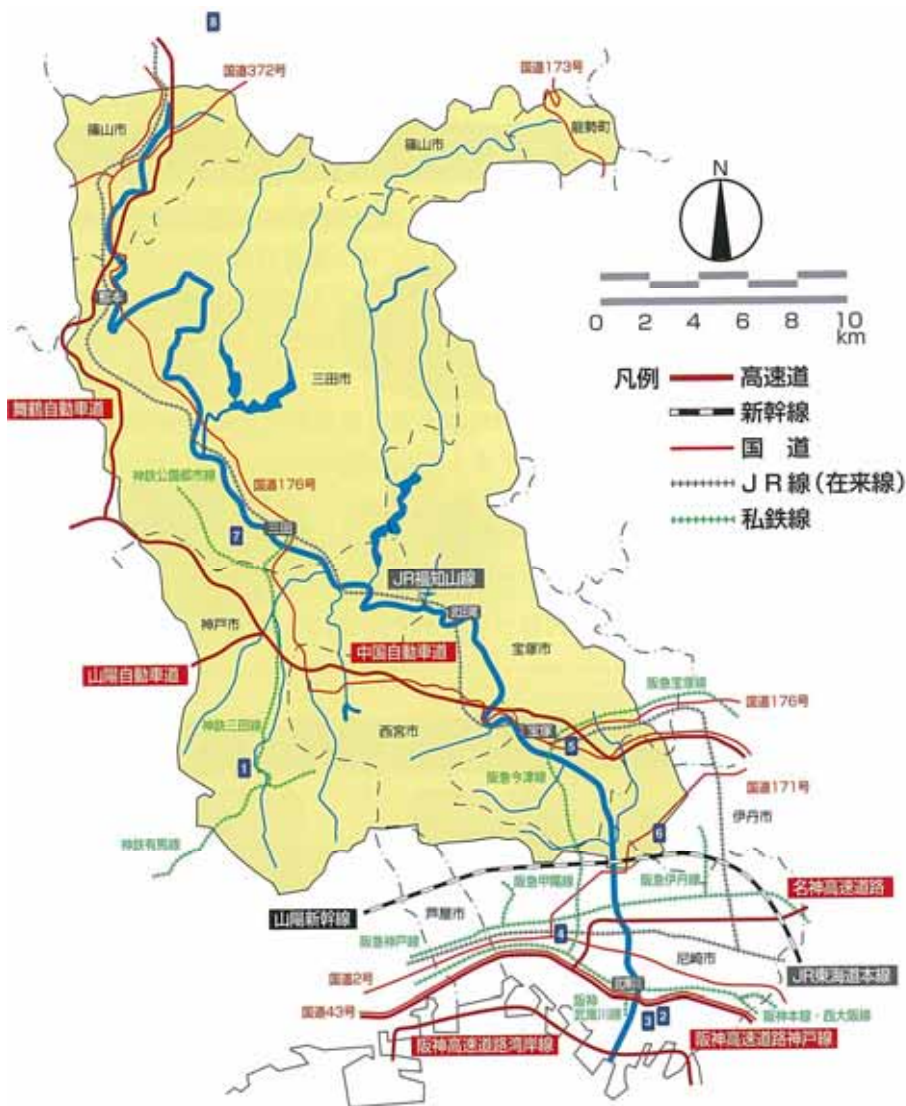 8
国道372号
国道173号
篠山市
篠山市
能勢町
N
0 2 4 6 8 10
km
凡例
高速道
新幹線
国道
JR線(在来線)
私鉄線
三田市
舞鶴自動車道
神鉄公園都市線
国道176号
7
三田
JR福知山線
武田尾
神戸市
中国自動車道
宝塚市
山陽自動車道
阪急宝塚線
国道176号
神鉄三田線
西宮市
宝塚
5
1
阪急今津線
国道171号
伊丹市
6
神鉄有馬線
阪急甲陽線
阪急伊丹線
名神高速道路
山陽新幹線
芦屋市
阪急神戸線
4
尼崎市
国道2号
JR東海道本線
武庫川
国道43号
阪神
武庫川線
3
2
阪神本線・西大阪線
阪神高速道路湾岸線
阪神高速道路神戸線